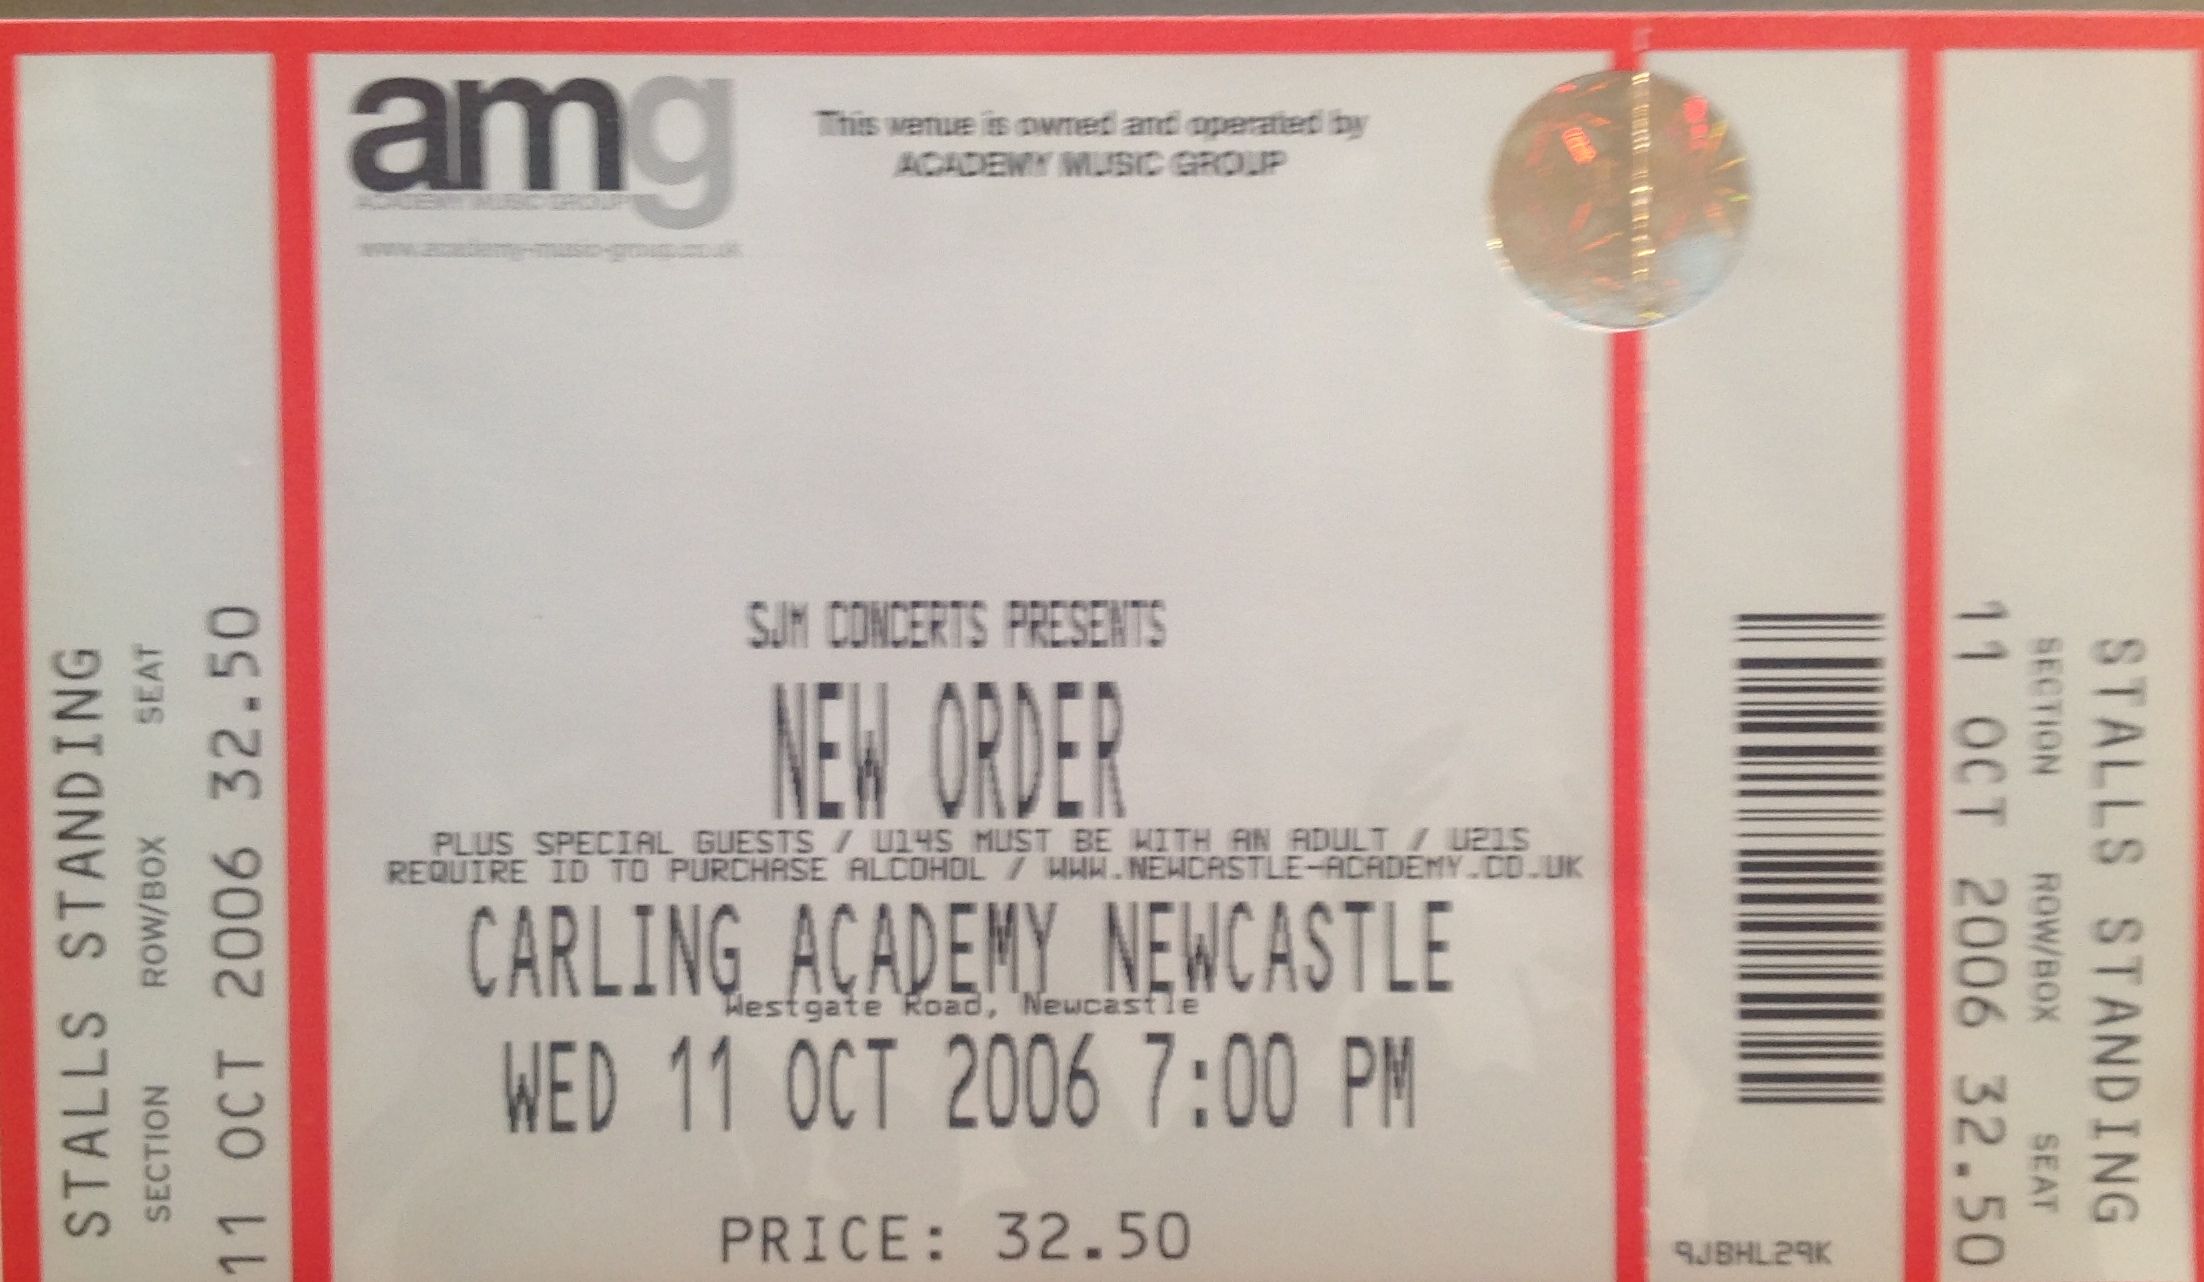 STALLS STANDING
SECTION ROW/BOX SEAT
11 OCT 2006 32.50
amg
ACADEMY MUSIC GROUP
www.academy-music-group.co.uk
This venue is owned and operated by
ACADEMY MUSIC GROUP
SJM CONCERTS PRESENTS
NEW ORDER
PLUS SPECIAL GUESTS / U14S MUST BE WITH AN ADULT / U21S
REQUIRE ID TO PURCHASE ALCOHOL / WWW.NEWCASTLE-ACADEMY.CO.UK
CARLING ACADEMY NEWCASTLE
Westgate Road, Newcastle
WED 11 OCT 2006 7:00 PM
PRICE: 32.50
9JBHL29K
STALLS STANDING
SECTION ROW/BOX SEAT
11 OCT 2006 32.50